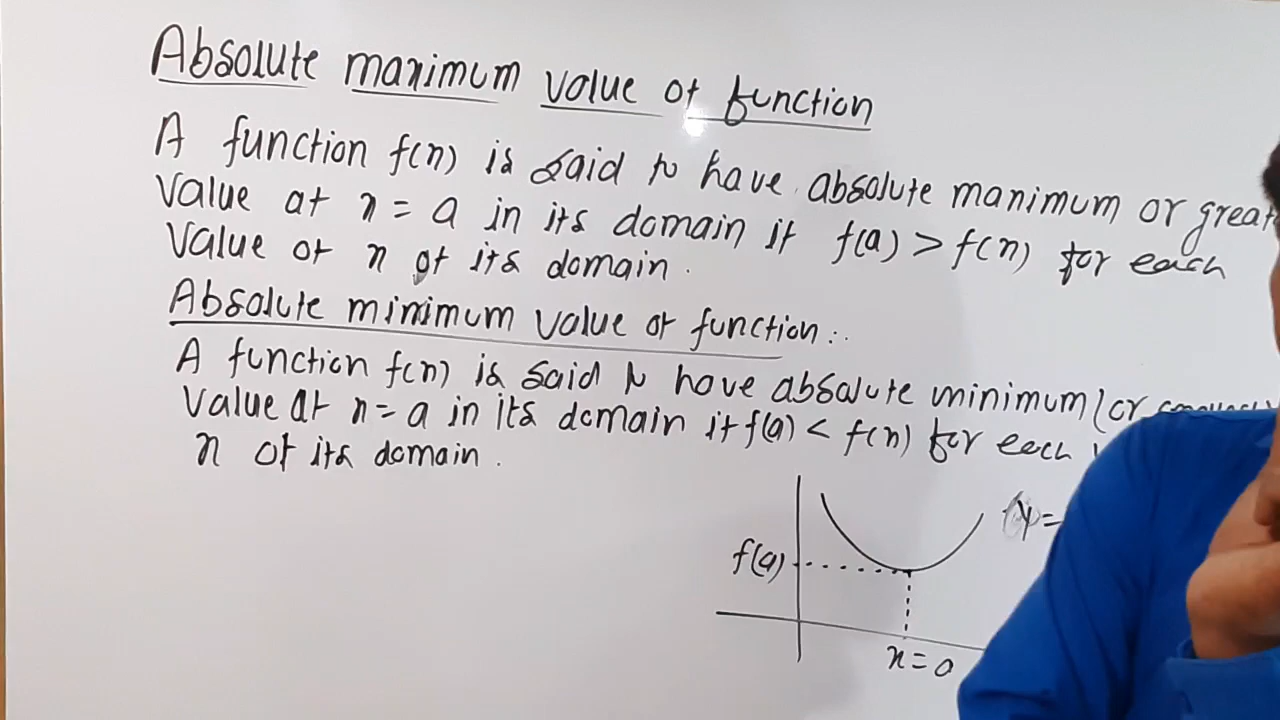 Absolute maximum value of function
A function f(x) is said to have absolute maximum or great
value at x = a in its domain if f(a) > f(x) for each
value of x of its domain.
Absolute minimum value of function:.
A function f(x) is said to have absolute minimum (or
value at x = a in its domain if f(a) < f(x) for each
x of its domain.
y =
f(a)
x = a